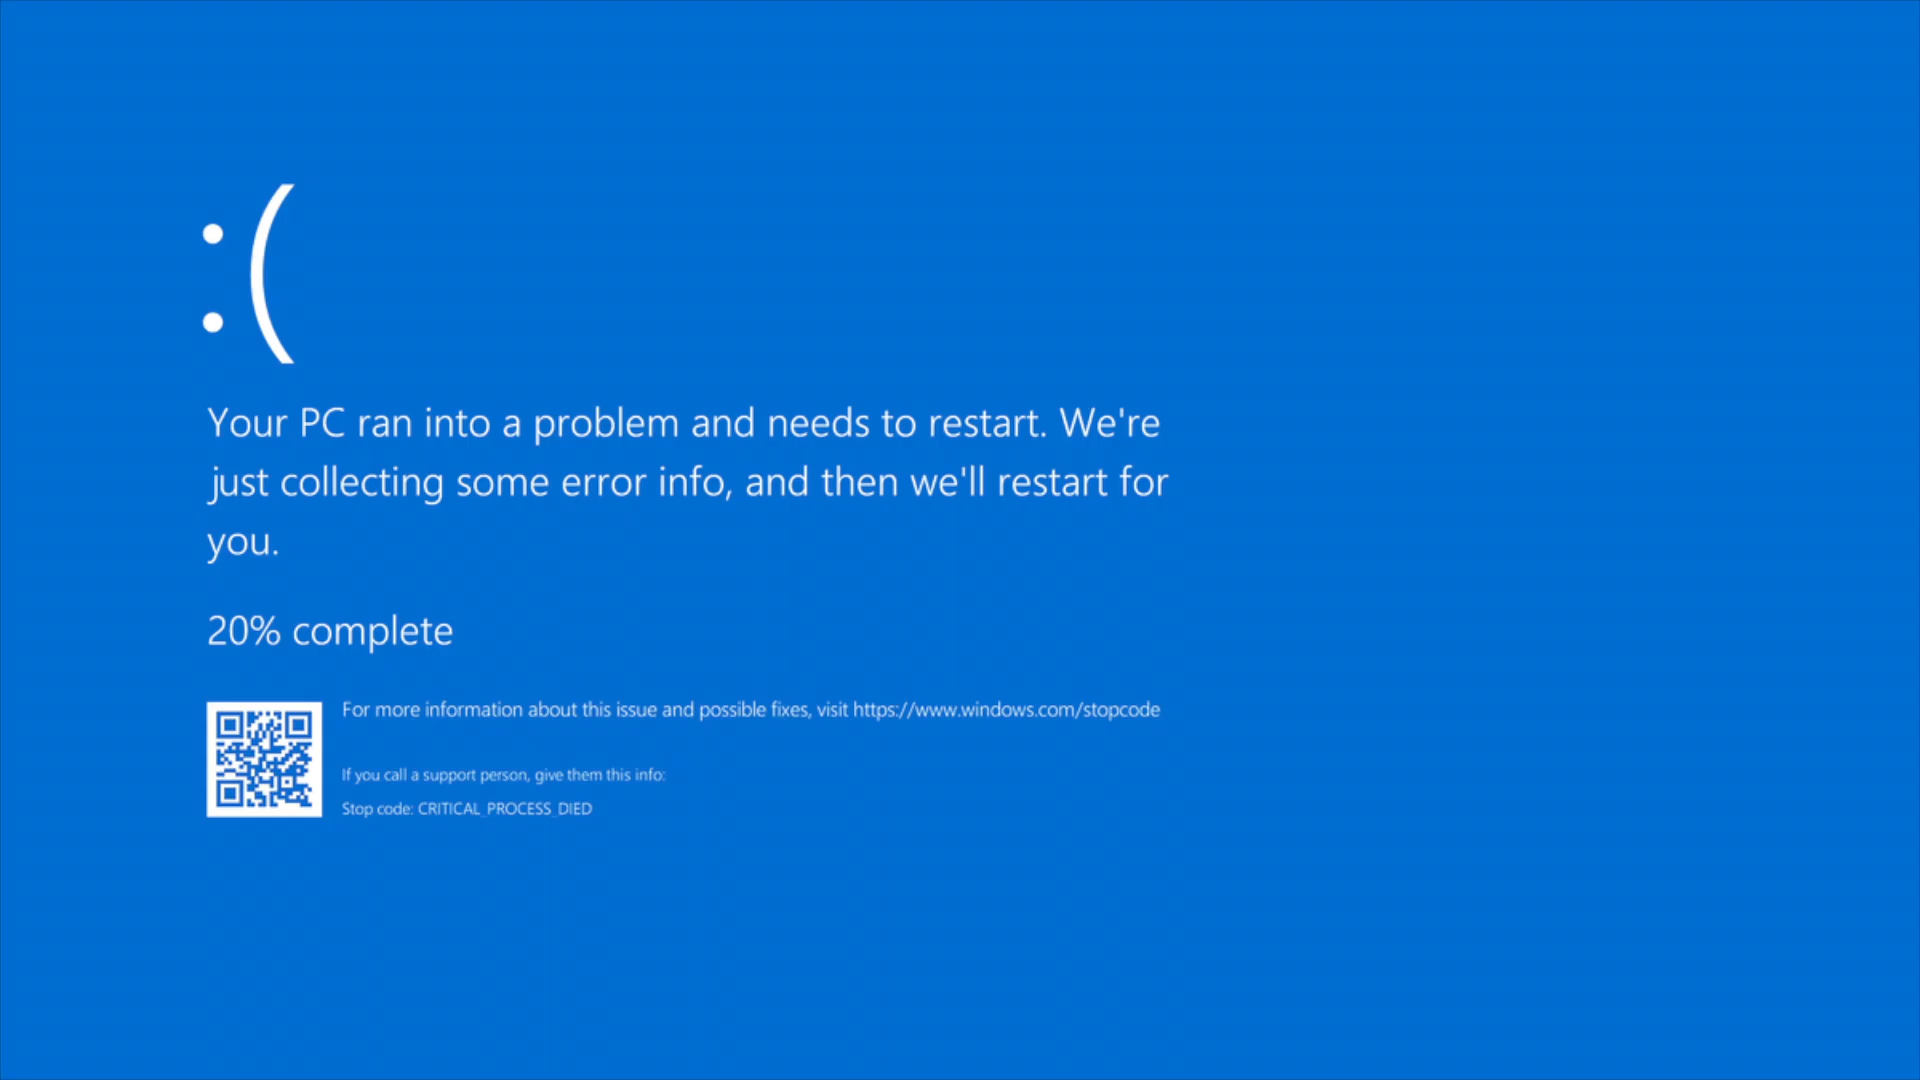 :(
Your PC ran into a problem and needs to restart. We're
just collecting some error info, and then we'll restart for
you.
20% complete
For more information about this issue and possible fixes, visit https://www.windows.com/stopcode
If you call a support person, give them this info:
Stop code: CRITICAL_PROCESS_DIED